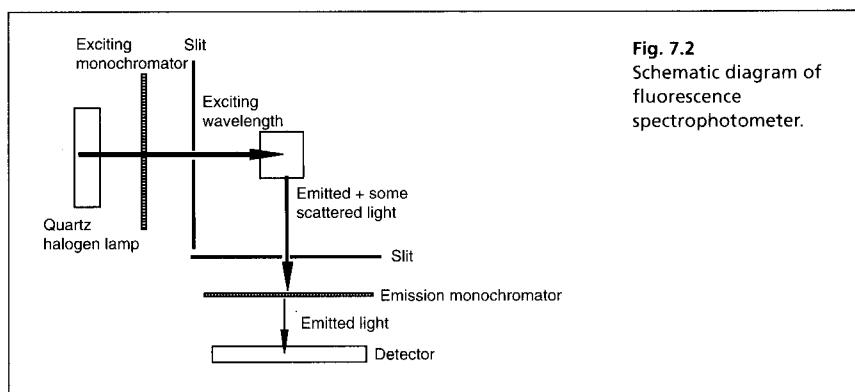 Exciting
monochromator
Slit
Exciting
wavelength
Quartz
halogen lamp
Emitted + some
scattered light
Slit
Emission monochromator
Emitted light
Detector
Fig. 7.2
Schematic diagram of
fluorescence
spectrophotometer.